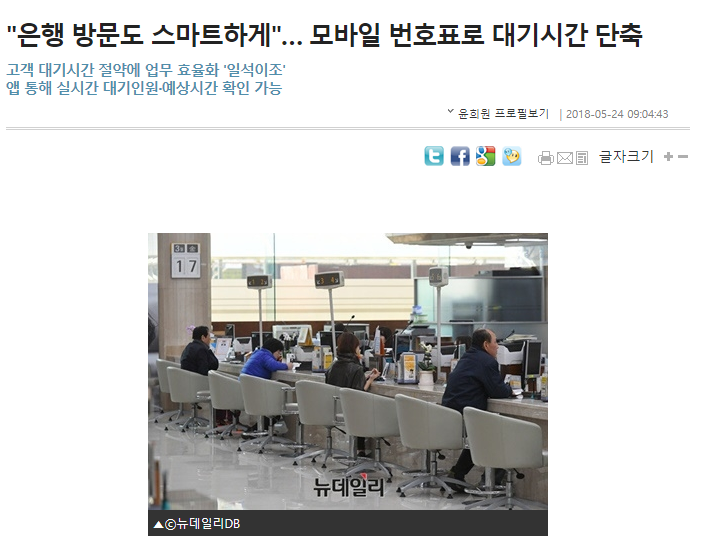 "은행 방문도 스마트하게"... 모바일 번호표로 대기시간 단축
고객 대기시간 절약에 업무 효율화 '일석이조'
앱 통해 실시간 대기인원·예상시간 확인 가능
윤희원 프로필보기 | 2018-05-24 09:04:43
글자크기 + -
17
뉴데일리
▲ⓒ뉴데일리DB